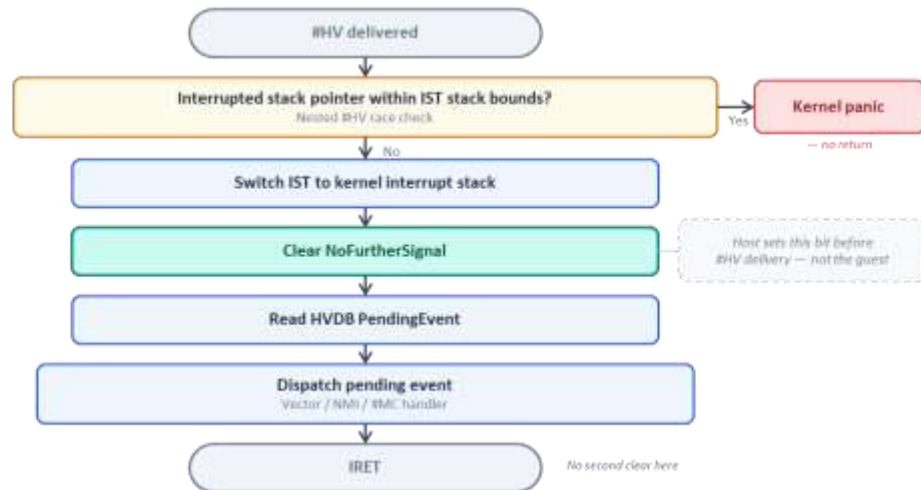 #HV delivered
Interrupted stack pointer within IST stack bounds?
Nested #HV race check
Yes
Kernel panic
— no return
No
Switch IST to kernel interrupt stack
Clear NoFurtherSignal
Host sets this bit before
#HV delivery — not the guest
Read HVDB PendingEvent
Dispatch pending event
Vector / NMI / #MC handler
IRET
No second clear here